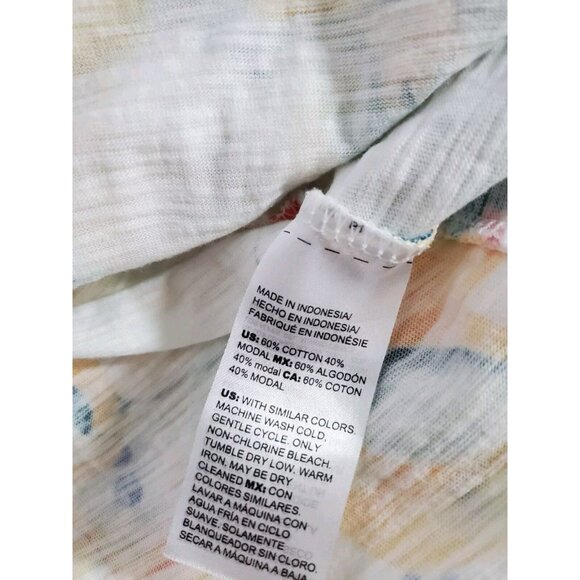 MADE IN INDONESIA/
HECHO EN INDONESIA/
FABRIQUÉ EN INDONÉSIE
US: 60% COTTON 40%
MODAL MX: 60% ALGODÓN
40% modal CA: 60% COTON
40% MODAL
US: WITH SIMILAR COLORS.
MACHINE WASH COLD,
GENTLE CYCLE. ONLY
NON-CHLORINE BLEACH.
TUMBLE DRY LOW. WARM
IRON. MAY BE DRY
CLEANED MX: CON
COLORES SIMILARES.
LAVAR A MÁQUINA CON
AGUA FRÍA EN CICLO
SUAVE. SOLAMENTE
BLANQUEADOR SIN CLORO.
SECAR A MÁQUINA A BAJA